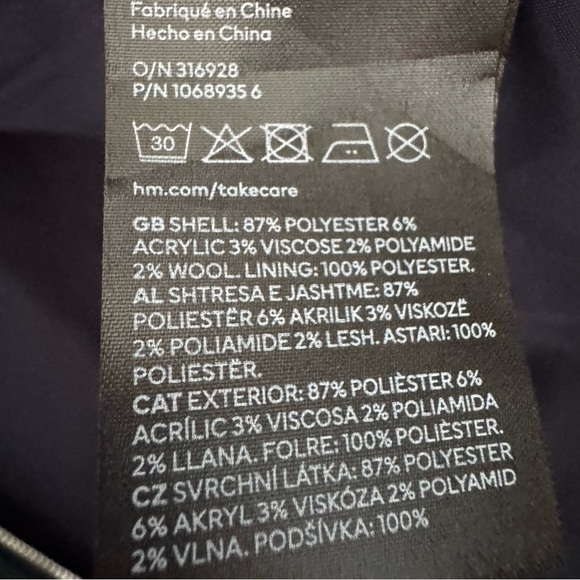 Fabriqué en Chine
Hecho en China
O/N 316928
P/N 1068935 6
30
hm.com/takecare
GB SHELL: 87% POLYESTER 6%
ACRYLIC 3% VISCOSE 2% POLYAMIDE
2% WOOL. LINING: 100% POLYESTER.
AL SHTRESA E JASHTME: 87%
POLIESTËR 6% AKRILIK 3% VISKOZË
2% POLIAMIDE 2% LESH. ASTARI: 100%
POLIESTËR.
CAT EXTERIOR: 87% POLIÈSTER 6%
ACRÍLIC 3% VISCOSA 2% POLIAMIDA
2% LLANA. FOLRE: 100% POLIÈSTER.
CZ SVRCHNÍ LÁTKA: 87% POLYESTER
6% AKRYL 3% VISKÓZA 2% POLYAMID
2% VLNA. PODŠÍVKA: 100%